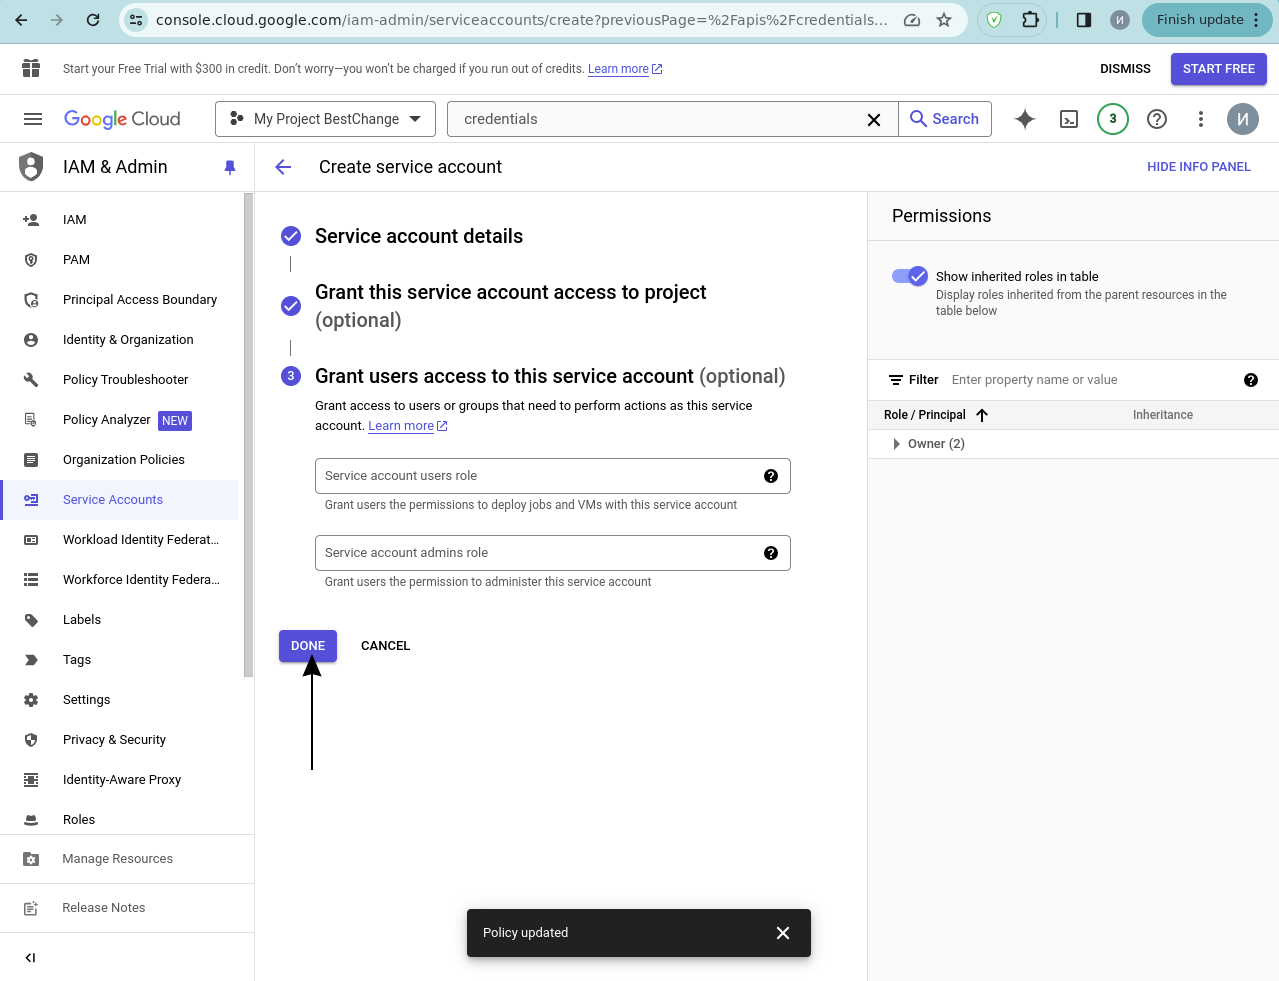 console.cloud.google.com/iam-admin/serviceaccounts/create?previousPage=%2Fapis%2Fcredentials...
И
Finish update
Start your Free Trial with $300 in credit. Don’t worry—you won’t be charged if you run out of credits. Learn more
DISMISS
START FREE
Google Cloud
My Project BestChange
credentials
Search
3
И
IAM & Admin
Create service account
HIDE INFO PANEL
IAM
PAM
Principal Access Boundary
Identity & Organization
Policy Troubleshooter
Policy Analyzer NEW
Organization Policies
Service Accounts
Workload Identity Federat...
Workforce Identity Federa...
Labels
Tags
Settings
Privacy & Security
Identity-Aware Proxy
Roles
Manage Resources
Release Notes
Service account details
Grant this service account access to project
(optional)
3 Grant users access to this service account (optional)
Grant access to users or groups that need to perform actions as this service
account. Learn more
Service account users role
Grant users the permissions to deploy jobs and VMs with this service account
Service account admins role
Grant users the permission to administer this service account
DONE
CANCEL
Permissions
Show inherited roles in table
Display roles inherited from the parent resources in the
table below
Filter Enter property name or value
Role / Principal
Inheritance
Owner (2)
Policy updated